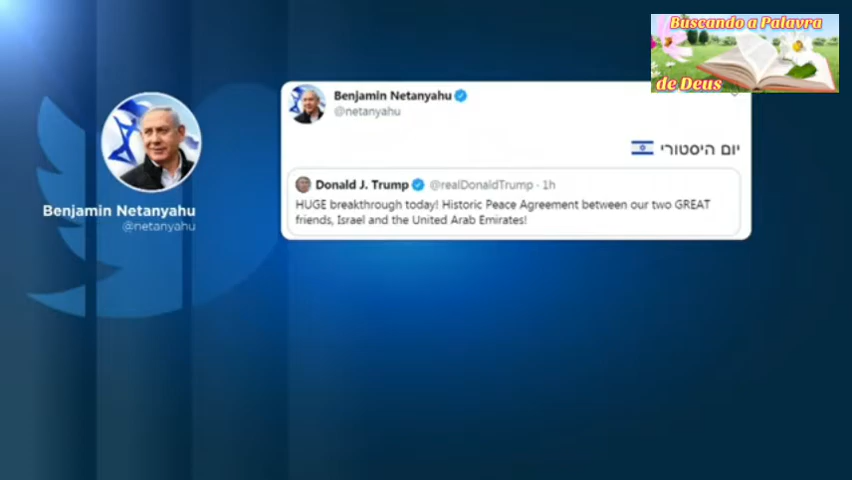 Buscando a Palavra
de Deus
Benjamin Netanyahu
@netanyahu
Benjamin Netanyahu
@netanyahu
יום היסטורי 🇮🇱
Donald J. Trump @realDonaldTrump · 1h
HUGE breakthrough today! Historic Peace Agreement between our two GREAT
friends, Israel and the United Arab Emirates!